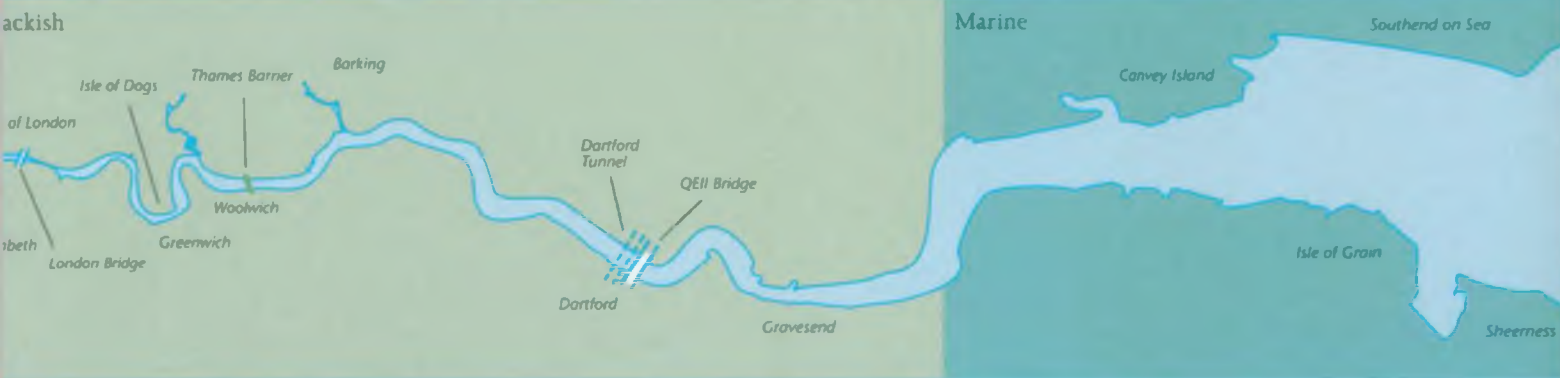 ackish
Marine
Southend on Sea
Barking
Thames Barrier
Canvey Island
Isle of Dogs
of London
Dartford
Tunnel
QEII Bridge
Woolwich
Greenwich
nbeth
London Bridge
Isle of Grain
Dartford
Gravesend
Sheerness